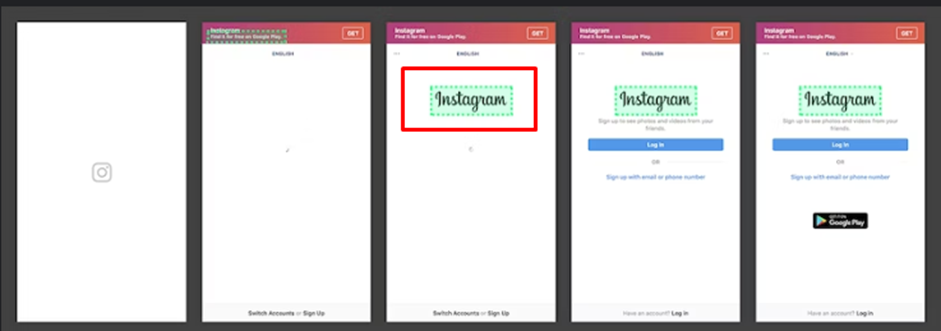 Instagram
Find it for free on Google Play.
GET
ENGLISH
Switch Accounts or Sign Up
Instagram
Find it for free on Google Play.
GET
ENGLISH
Instagram
Switch Accounts or Sign Up
Instagram
Find it for free on Google Play.
GET
ENGLISH
Instagram
Sign up to see photos and videos from your
friends.
Log In
OR
Sign up with email or phone number
Have an account? Log in
Instagram
Find it for free on Google Play.
GET
ENGLISH
Instagram
Sign up to see photos and videos from your
friends.
Log In
OR
Sign up with email or phone number
GET IT ON
Google Play
Have an account? Log in